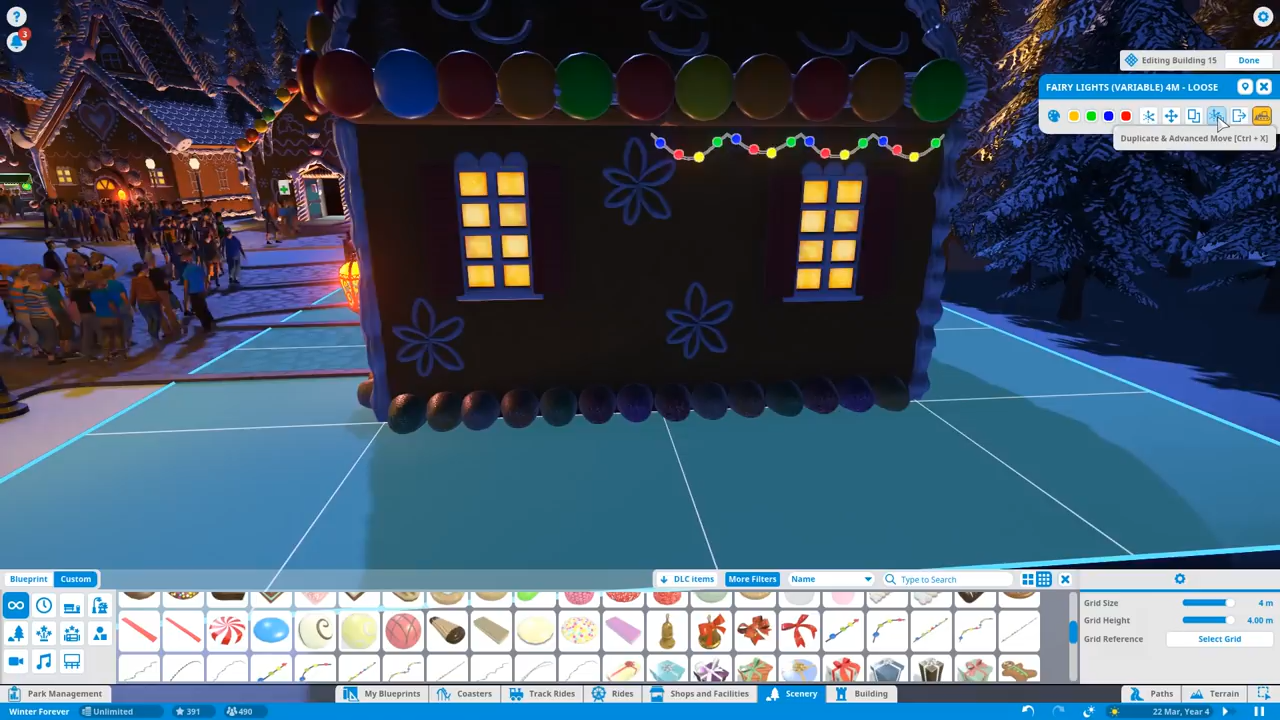 ?
3
Editing Building 15 Done
FAIRY LIGHTS (VARIABLE) 4M - LOOSE
Duplicate & Advanced Move [Ctrl + X]
Blueprint Custom DLC items More Filters Name Type to Search
Grid Size 4 m
Grid Height 4.00 m
Grid Reference Select Grid
Park Management My Blueprints Coasters Track Rides Rides Shops and Facilities Scenery Building Paths Terrain
Winter Forever Unlimited 391 490 22 Mar, Year 4